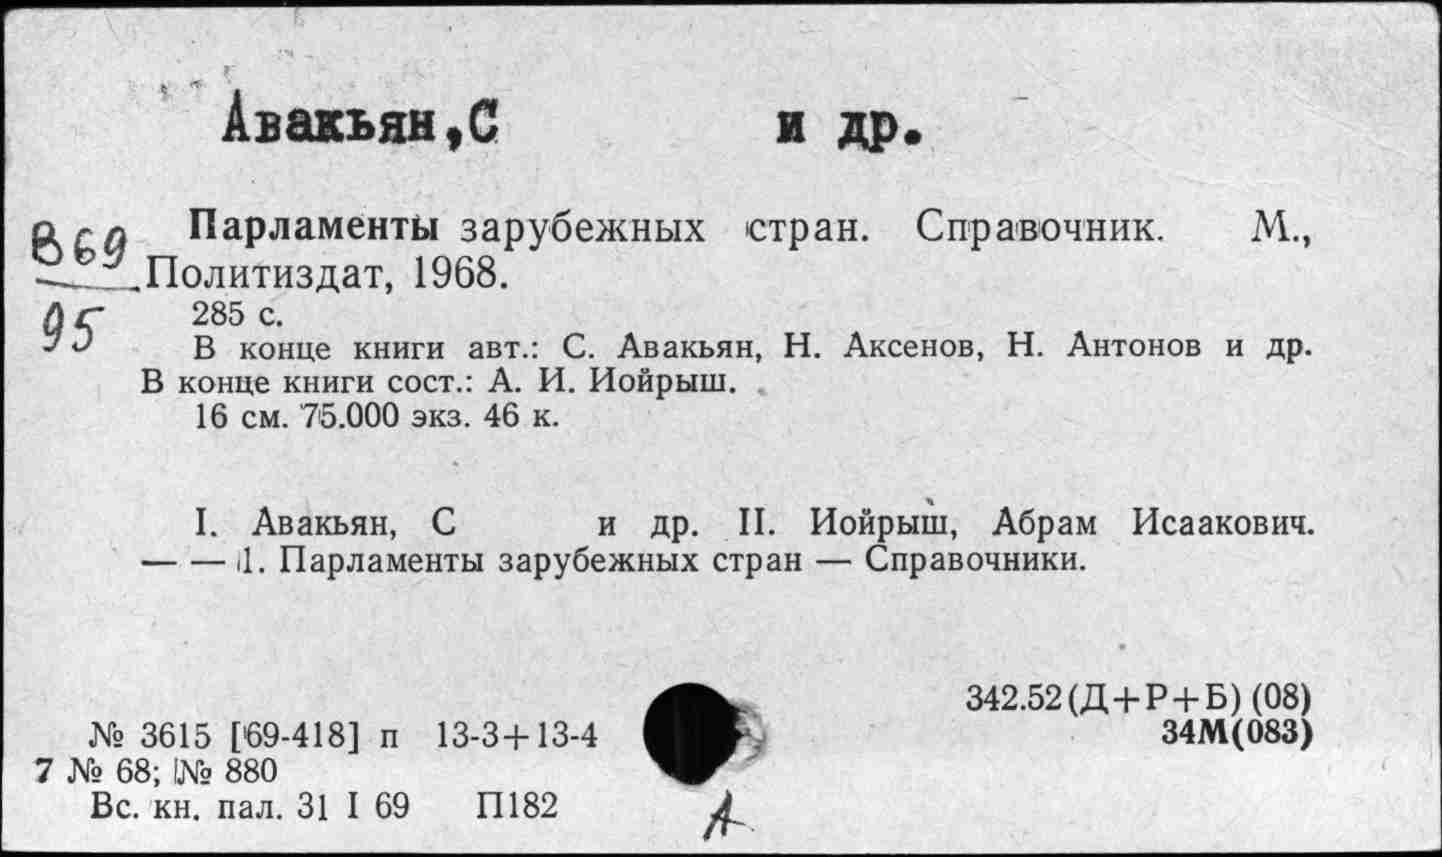 Авакьян,С и др.
В69
95
Парламенты зарубежных стран. Справочник. М.,
Политиздат, 1968.
285 с.
В конце книги авт.: С. Авакьян, Н. Аксенов, Н. Антонов и др.
В конце книги сост.: А. И. Иойрыш.
16 см. 75.000 экз. 46 к.
I. Авакьян, С и др. II. Иойрыш, Абрам Исаакович.
— — 1. Парламенты зарубежных стран — Справочники.
342.52(Д+Р+Б) (08)
34М(083)
№ 3615 [69-418] п 13-3+13-4
7 № 68; № 880
Вс. кн. пал. 31 I 69 П182
А